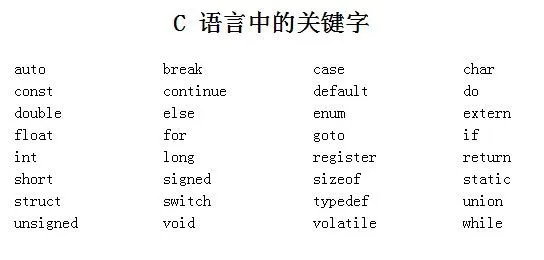 C 语言中的关键字
auto break case char
const continue default do
double else enum extern
float for goto if
int long register return
short signed sizeof static
struct switch typedef union
unsigned void volatile while